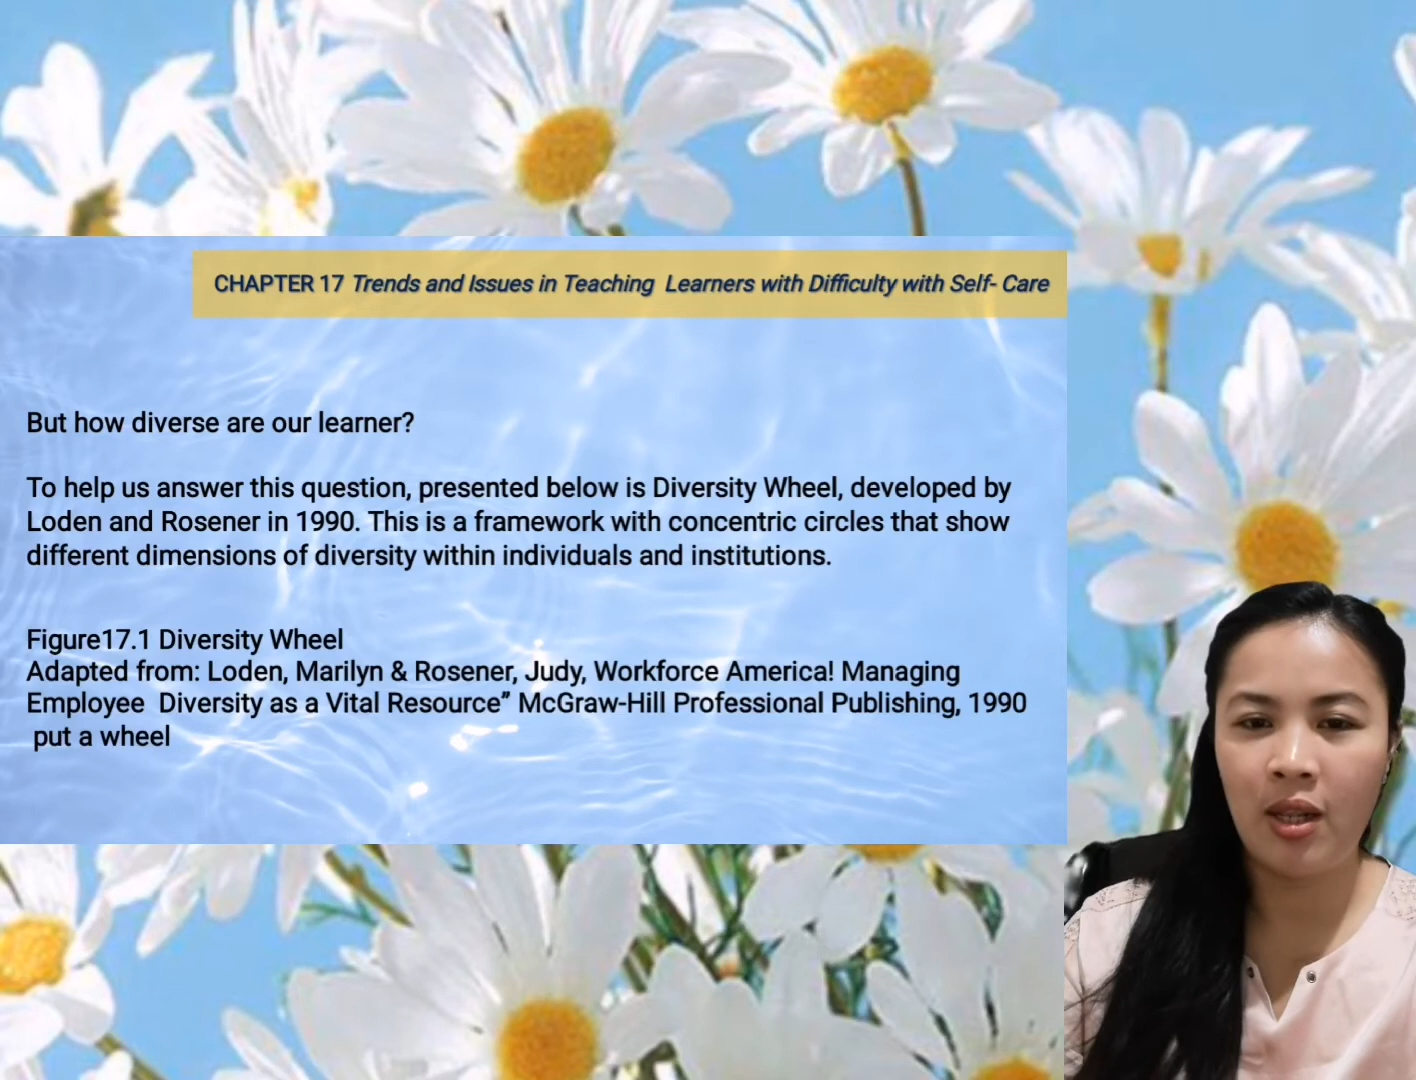 CHAPTER 17 Trends and Issues in Teaching Learners with Difficulty with Self- Care
But how diverse are our learner?
To help us answer this question, presented below is Diversity Wheel, developed by
Loden and Rosener in 1990. This is a framework with concentric circles that show
different dimensions of diversity within individuals and institutions.
Figure17.1 Diversity Wheel
Adapted from: Loden, Marilyn & Rosener, Judy, Workforce America! Managing
Employee Diversity as a Vital Resource” McGraw-Hill Professional Publishing, 1990
put a wheel